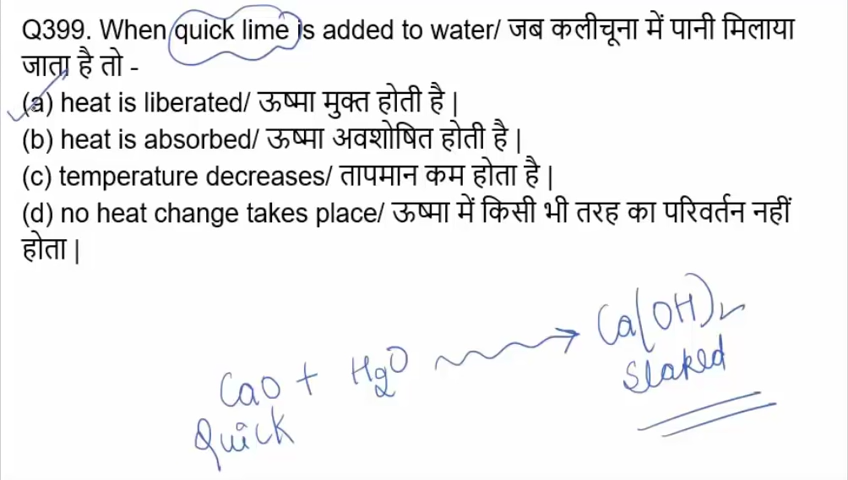 Q399. When quick lime is added to water/ जब कलीचूना में पानी मिलाया
जाता है तो -
(a) heat is liberated/ ऊष्मा मुक्त होती है |
(b) heat is absorbed/ ऊष्मा अवशोषित होती है |
(c) temperature decreases/ तापमान कम होता है |
(d) no heat change takes place/ ऊष्मा में किसी भी तरह का परिवर्तन नहीं
होता |
CaO + H2O → Ca(OH)2
Quick Slaked